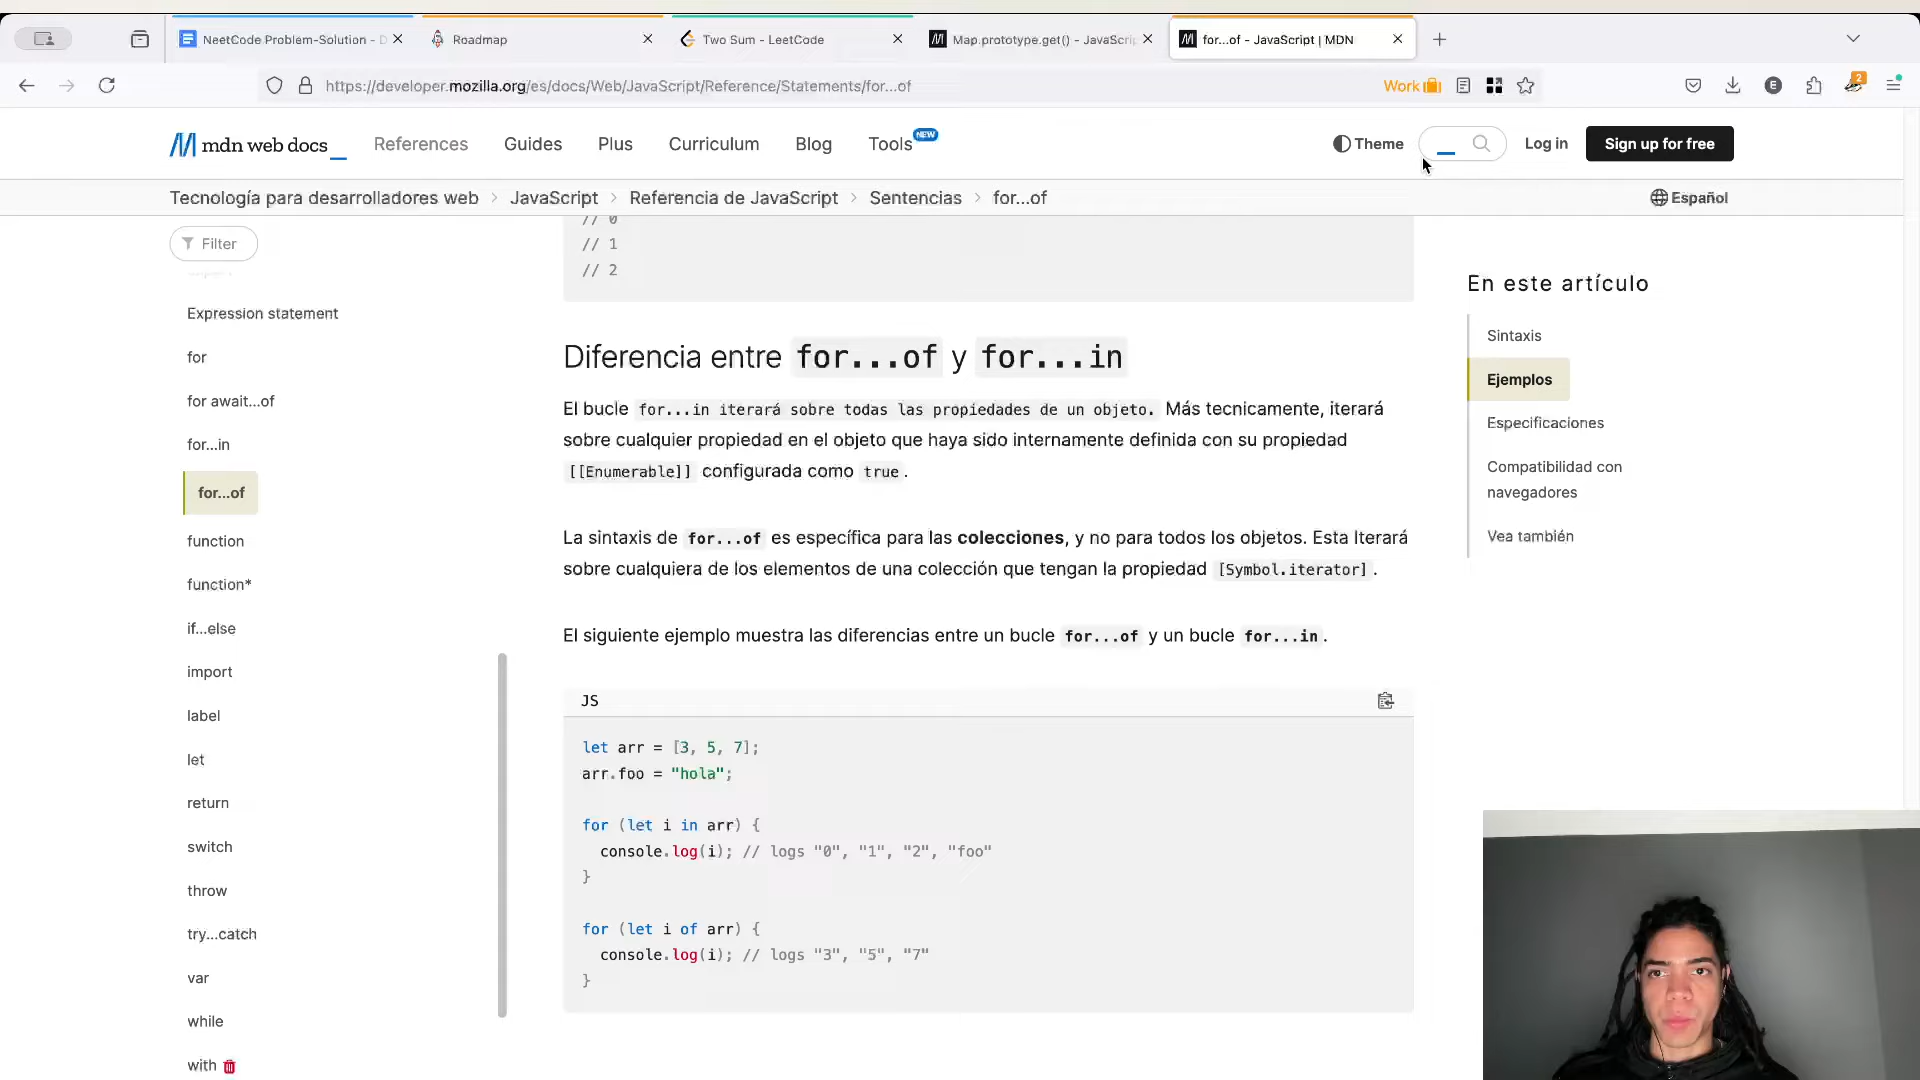 NeetCode Problem-Solution - D
Roadmap
Two Sum - LeetCode
Map.prototype.get() - JavaScrip
for...of - JavaScript | MDN
https://developer.mozilla.org/es/docs/Web/JavaScript/Reference/Statements/for...of
Work
E
2
mdn web docs_
References
Guides
Plus
Curriculum
Blog
Tools NEW
Theme
Log in
Sign up for free
Tecnología para desarrolladores web > JavaScript > Referencia de JavaScript > Sentencias > for...of
Español
Filter
Expression statement
for
for await...of
for...in
for...of
function
function*
if...else
import
label
let
return
switch
throw
try...catch
var
while
with
// 0
// 1
// 2
Diferencia entre for...of y for...in
El bucle for...in iterará sobre todas las propiedades de un objeto. Más tecnicamente, iterará
sobre cualquier propiedad en el objeto que haya sido internamente definida con su propiedad
[[Enumerable]] configurada como true.
La sintaxis de for...of es específica para las colecciones, y no para todos los objetos. Esta Iterará
sobre cualquiera de los elementos de una colección que tengan la propiedad [Symbol.iterator].
El siguiente ejemplo muestra las diferencias entre un bucle for...of y un bucle for...in.
JS
let arr = [3, 5, 7];
arr.foo = "hola";
for (let i in arr) {
console.log(i); // logs "0", "1", "2", "foo"
}
for (let i of arr) {
console.log(i); // logs "3", "5", "7"
}
En este artículo
Sintaxis
Ejemplos
Especificaciones
Compatibilidad con
navegadores
Vea también